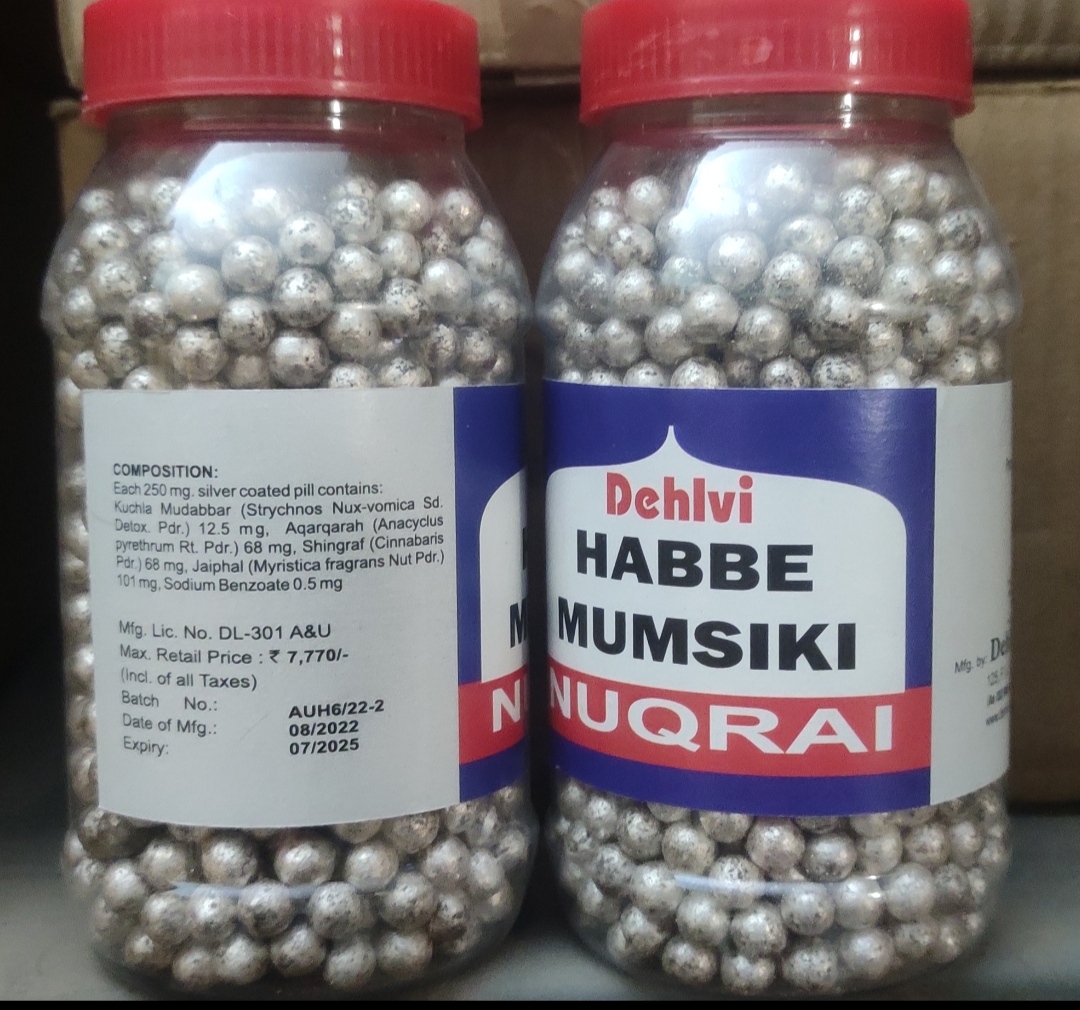 COMPOSITION:
Each 250 mg. silver coated pill contains:
Kuchla Mudabbar (Strychnos Nux-vomica Sd.
Detox. Pdr.) 12.5 mg, Aqarqarah (Anacyclus
pyrethrum Rt. Pdr.) 68 mg, Shingraf (Cinnabaris
Pdr.) 68 mg, Jaiphal (Myristica fragrans Nut Pdr.)
101 mg, Sodium Benzoate 0.5 mg
Mfg. Lic. No. DL-301 A&U
Max. Retail Price : ₹ 7,770/-
(Incl. of all Taxes)
Batch No.: AUH6/22-2
Date of Mfg.: 08/2022
Expiry: 07/2025
Dehlvi
HABBE
MUMSIKI
NUQRAI
Mfg. by: